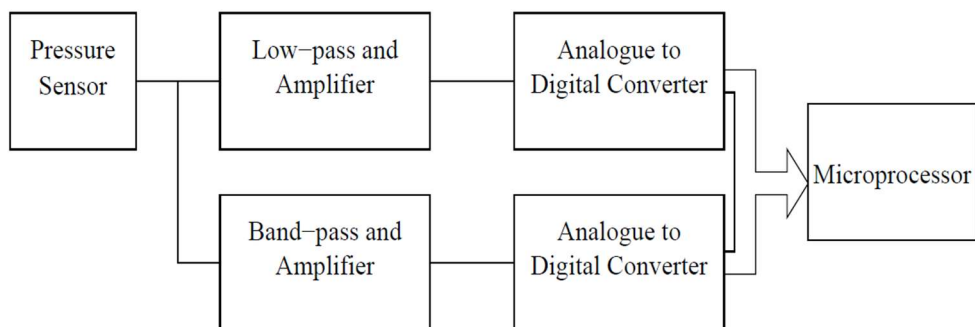 Pressure
Sensor
Low−pass and
Amplifier
Analogue to
Digital Converter
Microprocessor
Band−pass and
Amplifier
Analogue to
Digital Converter